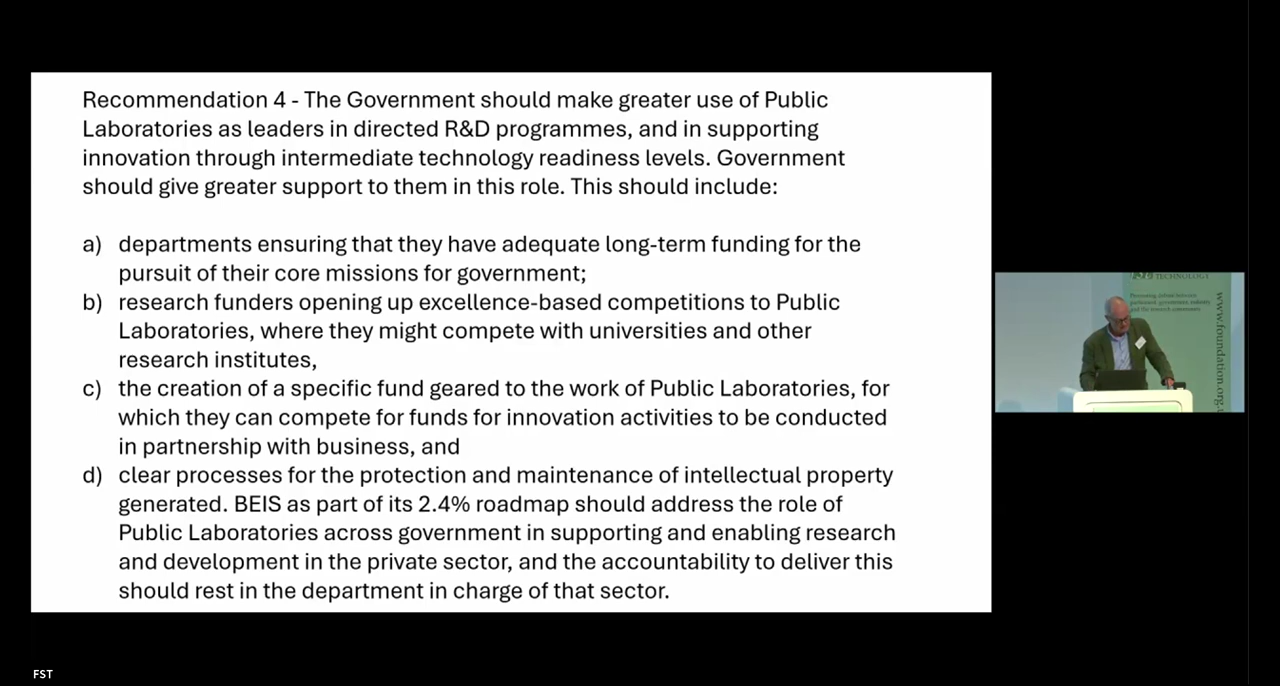 Recommendation 4 - The Government should make greater use of Public
Laboratories as leaders in directed R&D programmes, and in supporting
innovation through intermediate technology readiness levels. Government
should give greater support to them in this role. This should include:
a) departments ensuring that they have adequate long-term funding for the
pursuit of their core missions for government;
b) research funders opening up excellence-based competitions to Public
Laboratories, where they might compete with universities and other
research institutes,
c) the creation of a specific fund geared to the work of Public Laboratories, for
which they can compete for funds for innovation activities to be conducted
in partnership with business, and
d) clear processes for the protection and maintenance of intellectual property
generated. BEIS as part of its 2.4% roadmap should address the role of
Public Laboratories across government in supporting and enabling research
and development in the private sector, and the accountability to deliver this
should rest in the department in charge of that sector.
TECHNOLOGY
www.foundation.org.
FST